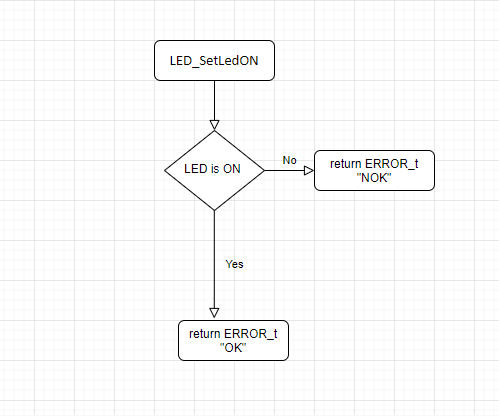 LED_SetLedON
LED is ON
No
return ERROR_t
"NOK"
Yes
return ERROR_t
"OK"